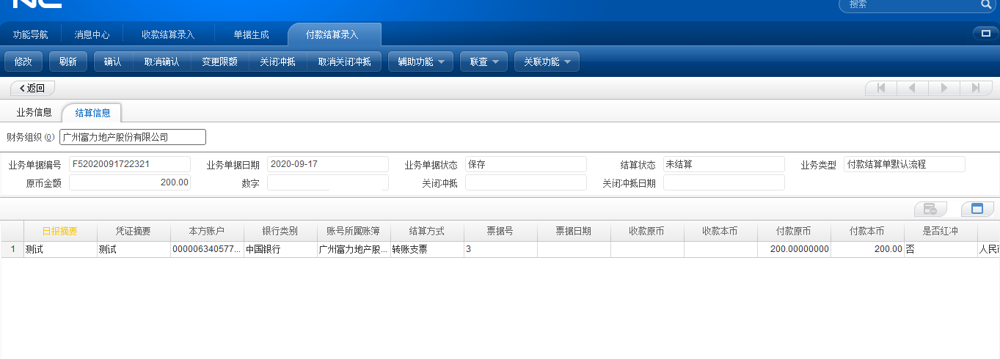 NC
搜索
功能导航 消息中心 收款结算录入 单据生成 付款结算录入
修改 刷新 确认 取消确认 变更限额 关闭冲抵 取消关闭冲抵 辅助功能 联查 关联功能
返回
业务信息 结算信息
财务组织(O) 广州富力地产股份有限公司
业务单据编号 F52020091722321 业务单据日期 2020-09-17 业务单据状态 保存 结算状态 未结算 业务类型 付款结算单默认流程
原币金额 200.00 数字 关闭冲抵 关闭冲抵日期
日报摘要 凭证摘要 本方账户 银行类别 账号所属账簿 结算方式 票据号 票据日期 收款原币 收款本币 付款原币 付款本币 是否红冲
1 测试 测试 000006340577... 中国银行 广州富力地产股... 转账支票 3 200.00000000 200.00 否 人民